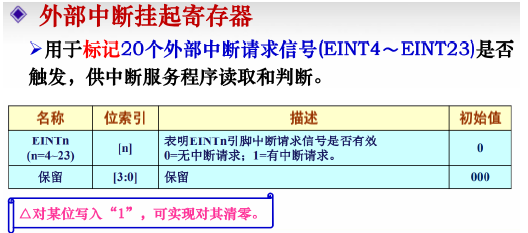 外部中断挂起寄存器
➢用于标记20个外部中断请求信号(EINT4～EINT23)是否
触发，供中断服务程序读取和判断。
名称 位索引 描述 初始值
EINTn
(n=4–23) [n] 表明EINTn引脚中断请求信号是否有效
0=无中断请求；1=有中断请求。 0
保留 [3:0] 保留 000
△对某位写入“1”，可实现对其清零。